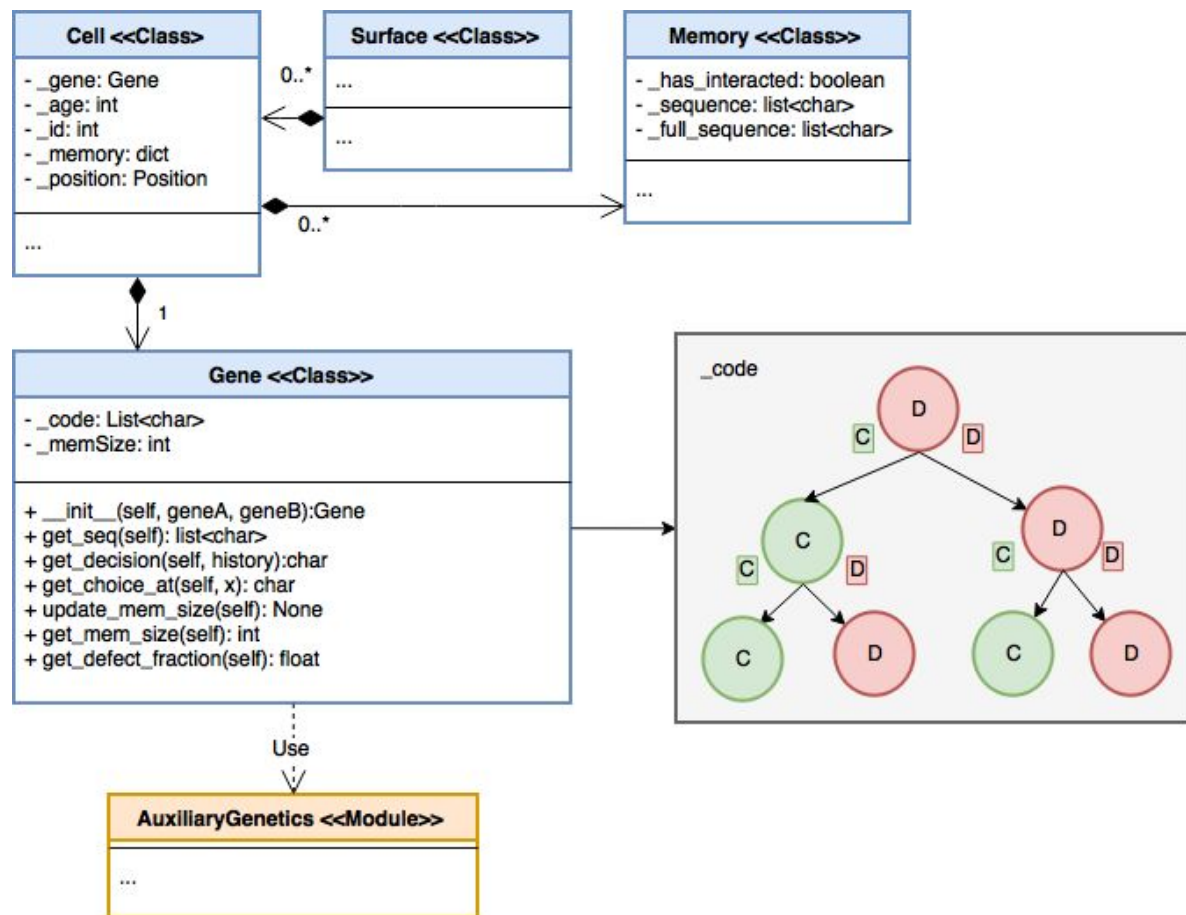 Cell <<Class>
- _gene: Gene
- _age: int
- _id: int
- _memory: dict
- _position: Position
...
0..*
Surface <<Class>>
...
...
Memory <<Class>>
- _has_interacted: boolean
- _sequence: list<char>
- _full_sequence: list<char>
...
0..*
1
Gene <<Class>>
- _code: List<char>
- _memSize: int
+ __init__(self, geneA, geneB):Gene
+ get_seq(self): list<char>
+ get_decision(self, history):char
+ get_choice_at(self, x): char
+ update_mem_size(self): None
+ get_mem_size(self): int
+ get_defect_fraction(self): float
_code
D
C D
C D
C D C D
C D C D
Use
AuxiliaryGenetics <<Module>>
...